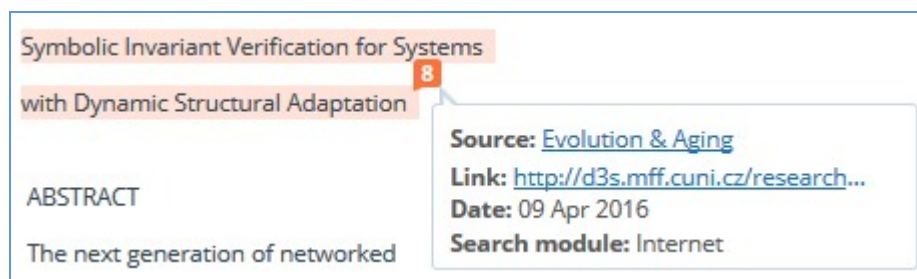 Symbolic Invariant Verification for Systems
8
with Dynamic Structural Adaptation
Source: Evolution & Aging
Link: http://d3s.mff.cuni.cz/research...
ABSTRACT
Date: 09 Apr 2016
The next generation of networked
Search module: Internet